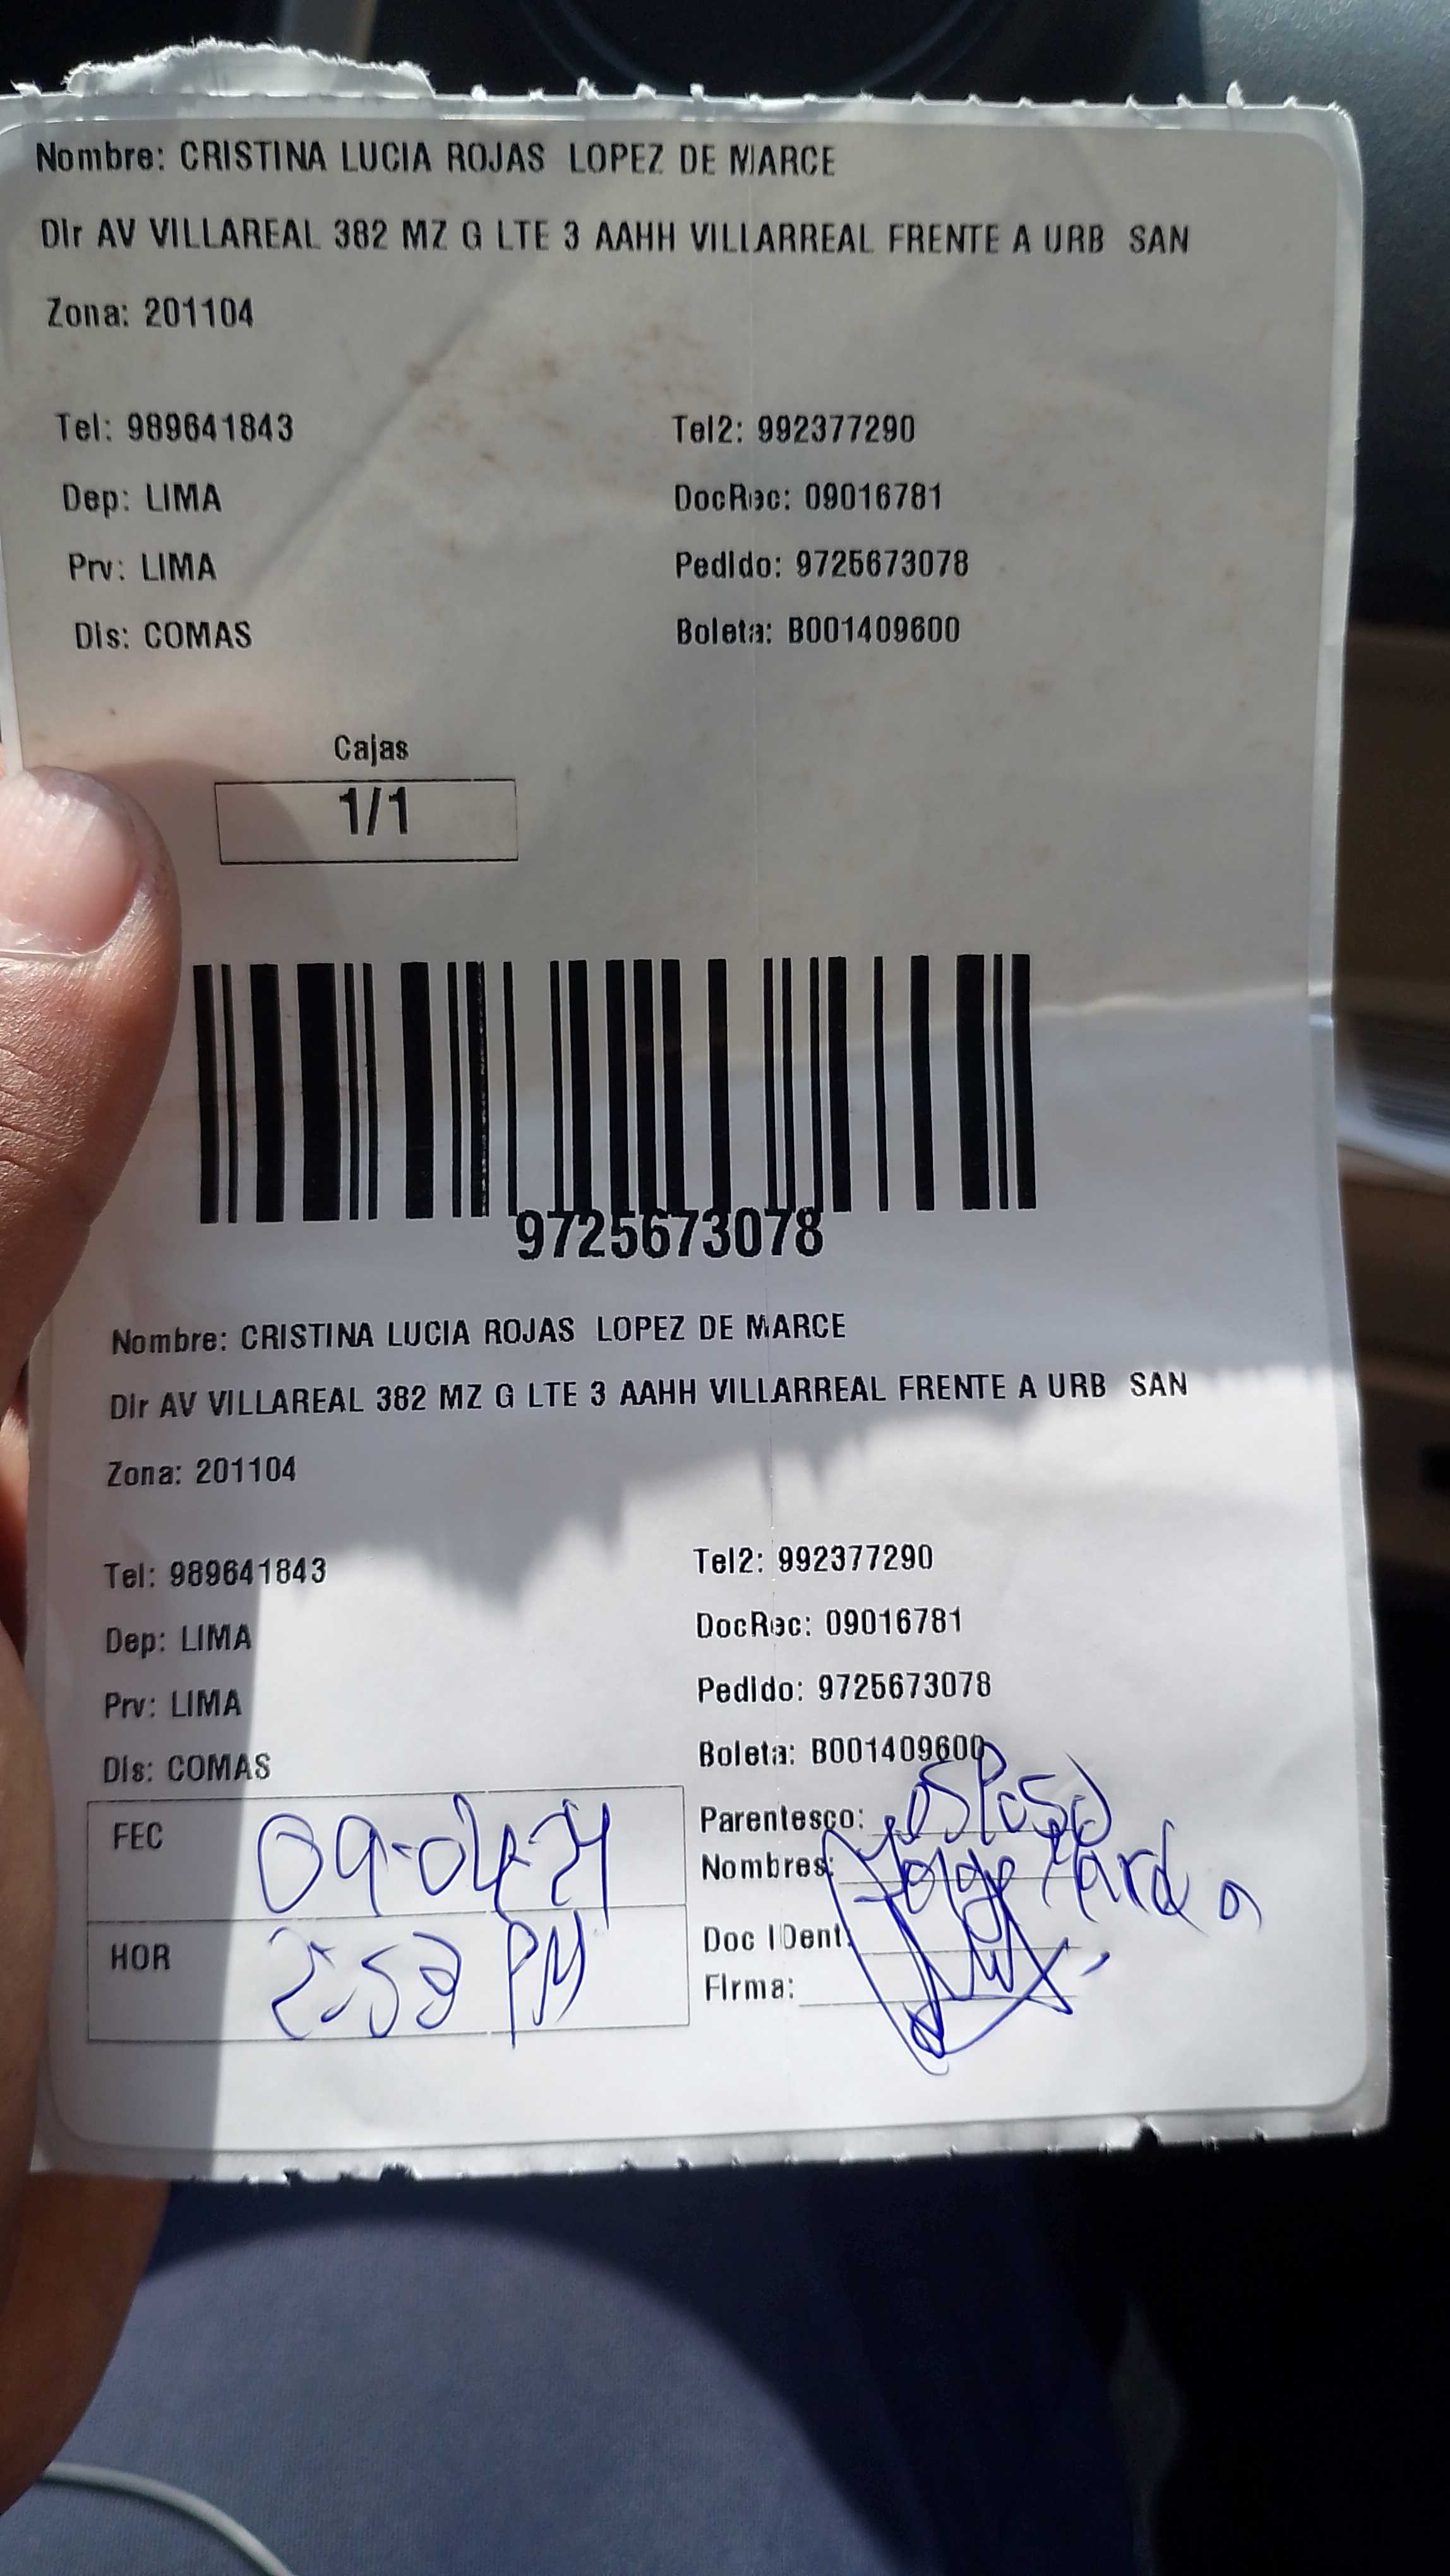 Nombre: CRISTINA LUCIA ROJAS LOPEZ DE MARCE
Dir AV VILLAREAL 382 MZ G LTE 3 AAHH VILLARREAL FRENTE A URB SAN
Zona: 201104
Tel: 989641843 Tel2: 992377290
Dep: LIMA DocRec: 09016781
Prv: LIMA Pedido: 9725673078
Dis: COMAS Boleta: B001409600
Cajas
1/1
9725673078
Nombre: CRISTINA LUCIA ROJAS LOPEZ DE MARCE
Dir AV VILLAREAL 382 MZ G LTE 3 AAHH VILLARREAL FRENTE A URB SAN
Zona: 201104
Tel: 989641843 Tel2: 992377290
Dep: LIMA DocRec: 09016781
Prv: LIMA Pedido: 9725673078
Dis: COMAS Boleta: B001409600
FEC 09-04-21 Parentesco: esposo
Nombres: Jorge
HOR 2:53 PM Doc IDent:
Firma: